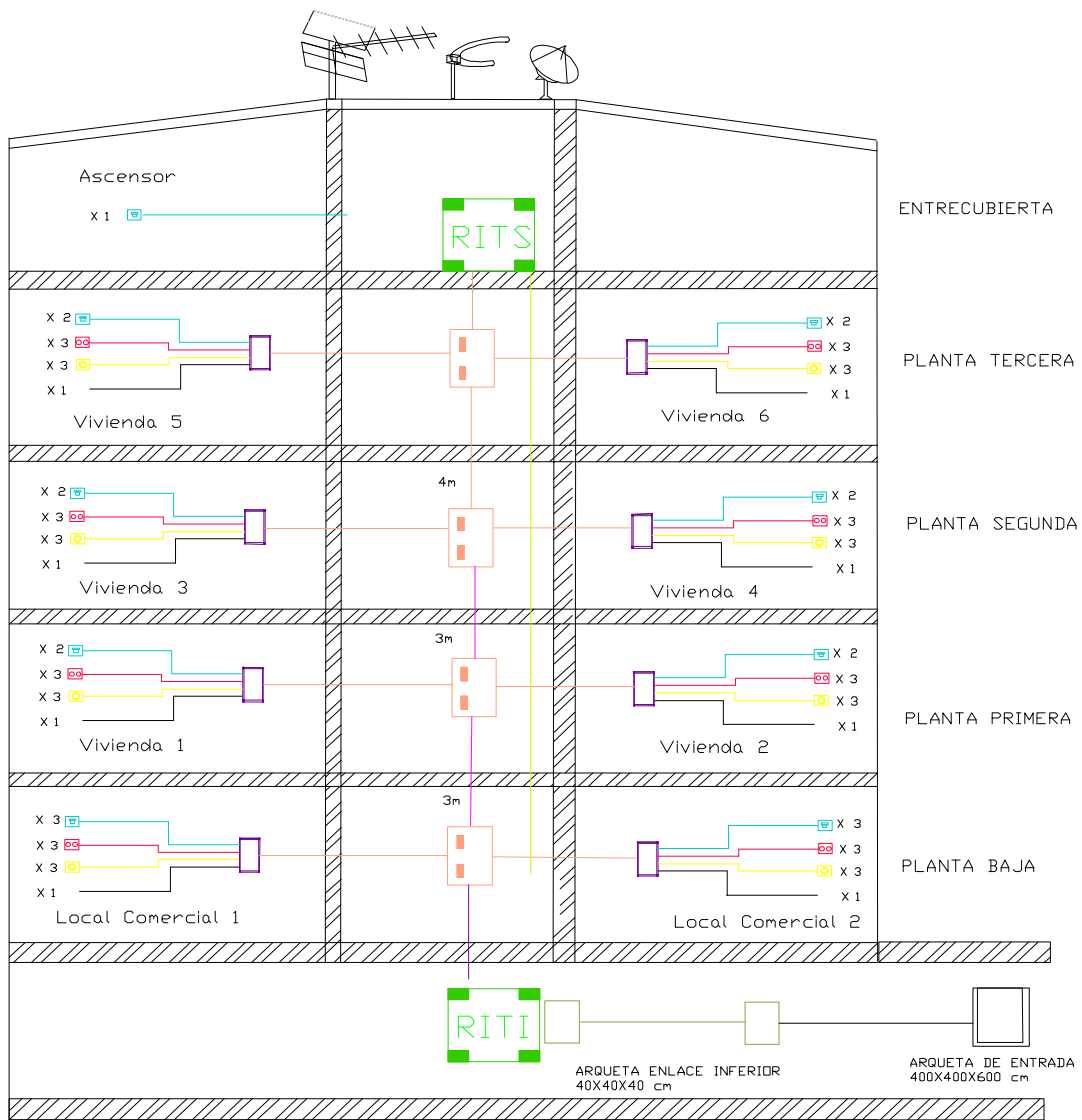 Ascensor
X 1
RITS
ENTRECUBIERTA
X 2
X 3
X 3
X 1
Vivienda 5
X 2
X 3
X 3
X 1
Vivienda 6
PLANTA TERCERA
4m
X 2
X 3
X 3
X 1
Vivienda 3
X 2
X 3
X 3
X 1
Vivienda 4
PLANTA SEGUNDA
3m
X 2
X 3
X 3
X 1
Vivienda 1
X 2
X 3
X 3
X 1
Vivienda 2
PLANTA PRIMERA
3m
X 3
X 3
X 3
X 1
Local Comercial 1
X 3
X 3
X 3
X 1
Local Comercial 2
PLANTA BAJA
RITI
ARQUETA ENLACE INFERIOR
40X40X40 cm
ARQUETA DE ENTRADA
400X400X600 cm